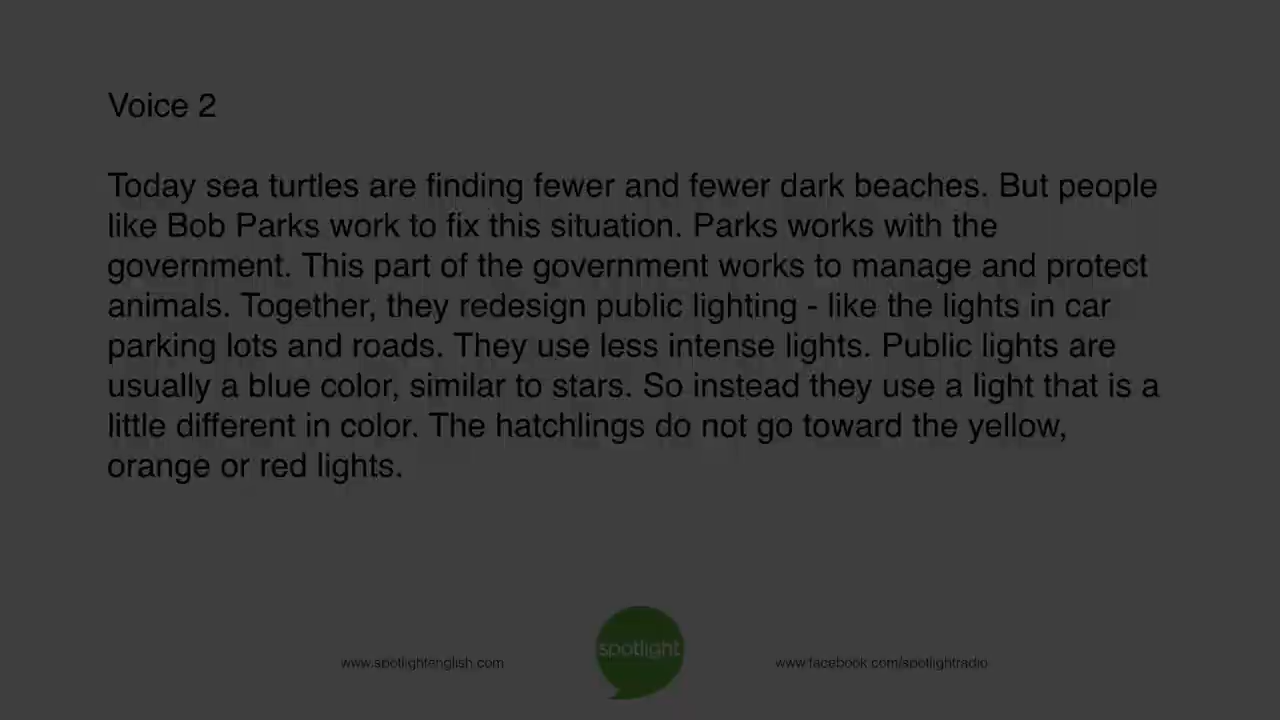 Voice 2
Today sea turtles are finding fewer and fewer dark beaches. But people
like Bob Parks work to fix this situation. Parks works with the
government. This part of the government works to manage and protect
animals. Together, they redesign public lighting - like the lights in car
parking lots and roads. They use less intense lights. Public lights are
usually a blue color, similar to stars. So instead they use a light that is a
little different in color. The hatchlings do not go toward the yellow,
orange or red lights.
spotlight
www.spotlightenglish.com
www.facebook.com/spotlightradio